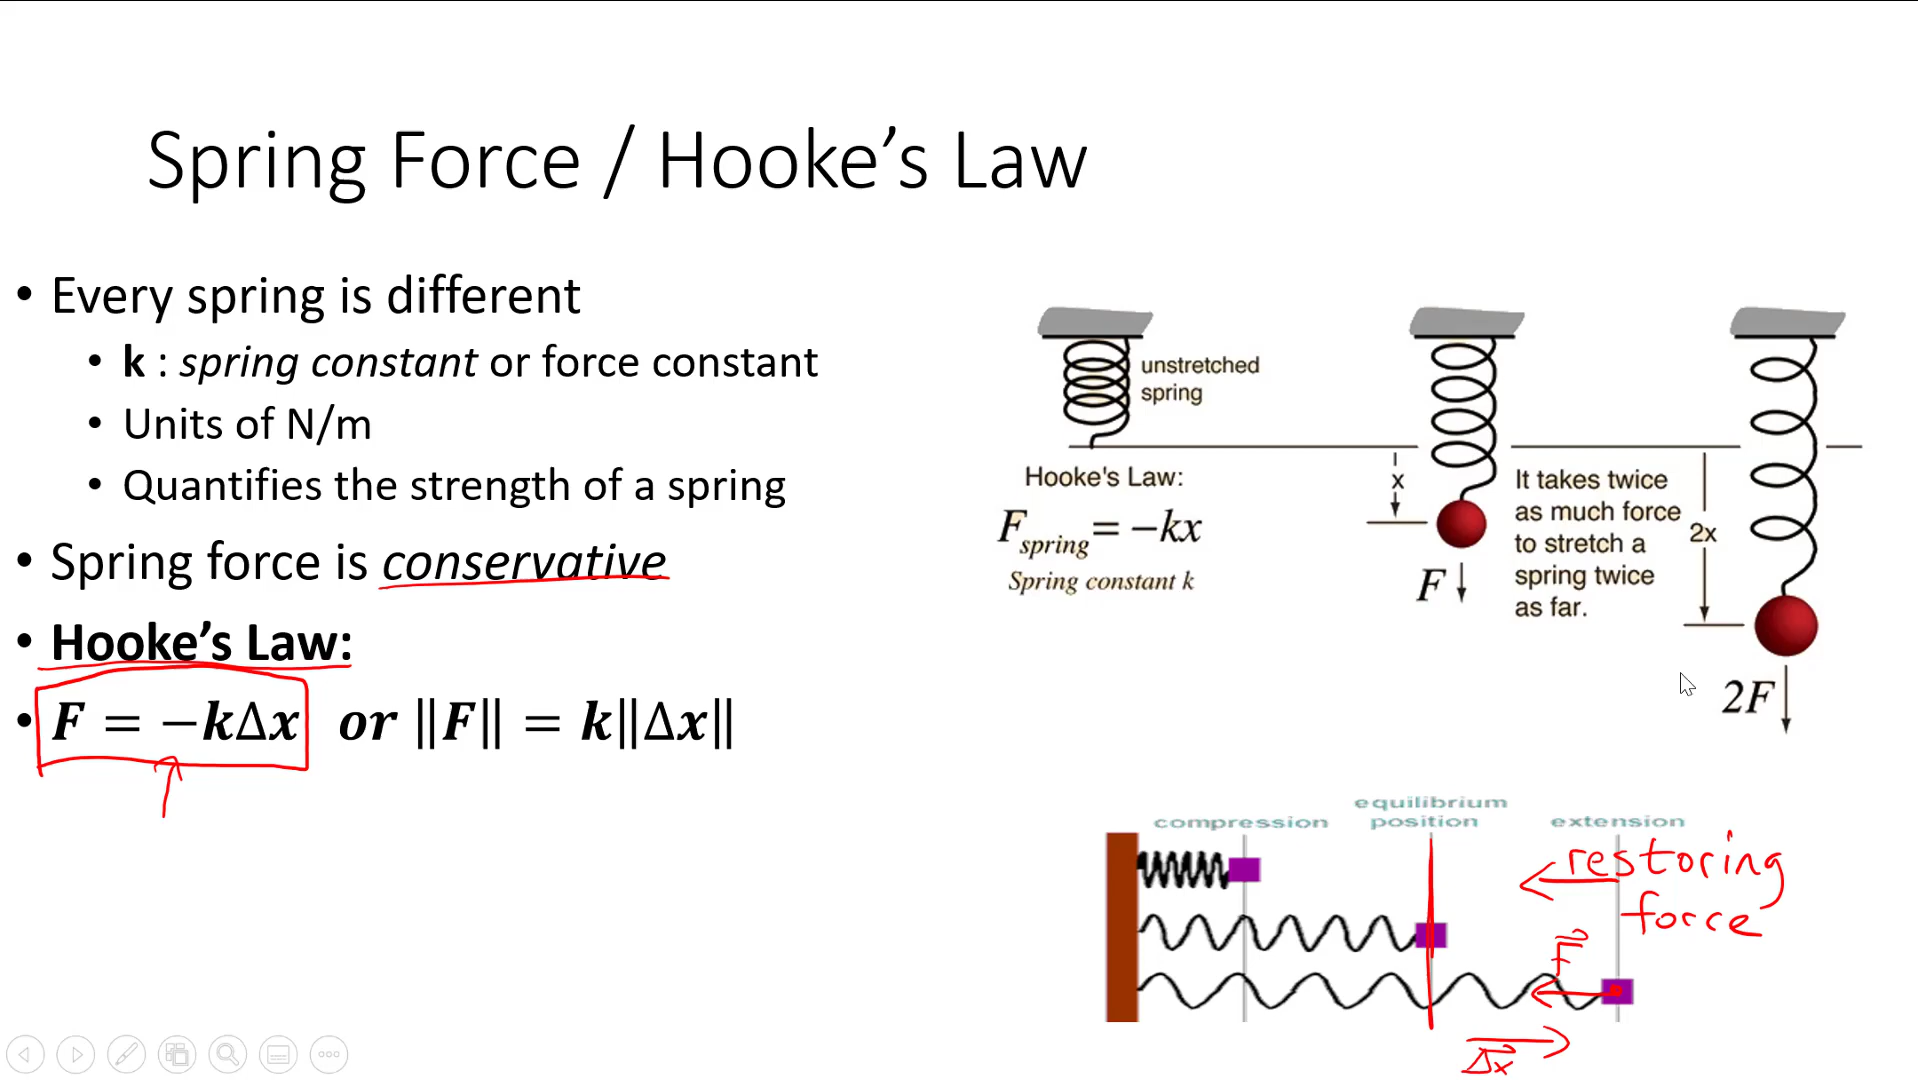 Spring Force / Hooke’s Law
• Every spring is different
• k : spring constant or force constant
• Units of N/m
• Quantifies the strength of a spring
• Spring force is conservative
• Hooke’s Law:
• F = −kΔx or ‖F‖ = k‖Δx‖
unstretched
spring
Hooke's Law:
F_spring = −kx
Spring constant k
x
F
It takes twice
as much force
to stretch a
spring twice
as far.
2x
2F
compression
equilibrium
position
extension
restoring
force
F⃗
Δx⃗